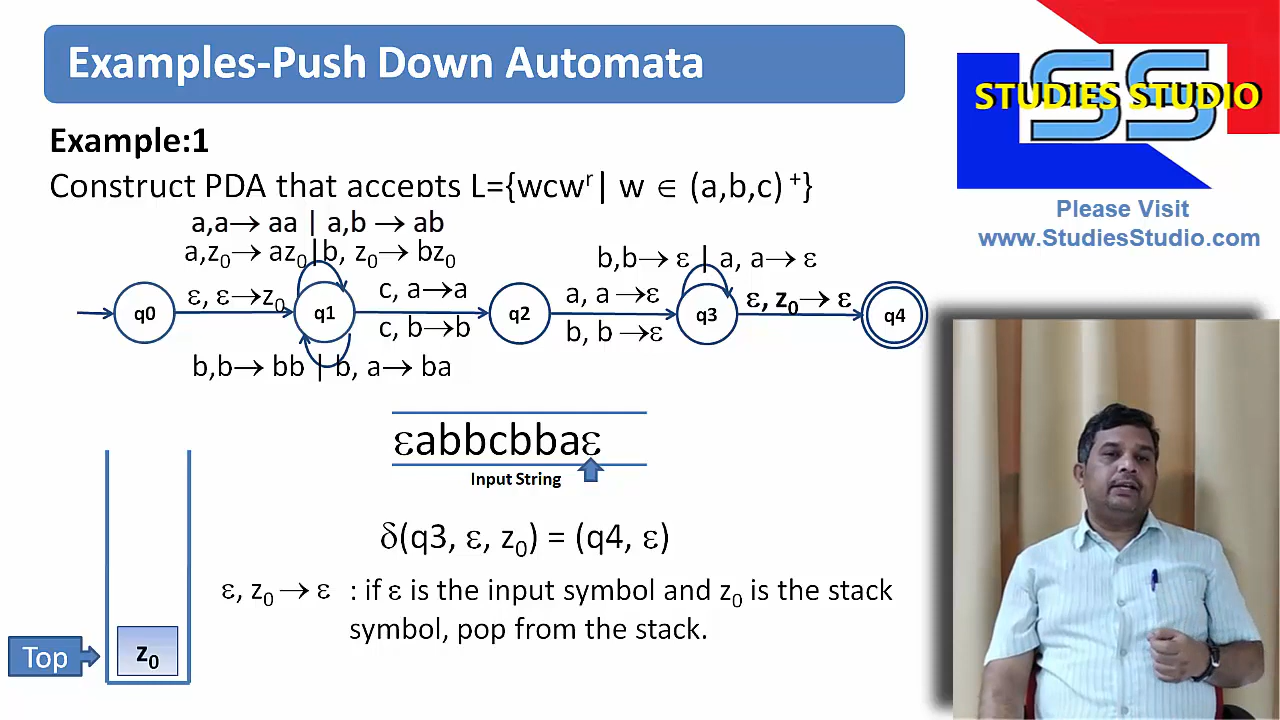 Examples-Push Down Automata
STUDIES STUDIO
Please Visit
www.StudiesStudio.com
Example:1
Construct PDA that accepts L={wcwʳ| w ∈ (a,b,c) ⁺}
a,a→ aa | a,b → ab
a,z₀→ az₀|b, z₀→ bz₀
b,b→ ε | a, a→ ε
ε, ε→z₀
c, a→a
a, a →ε
ε, z₀→ ε
q0
q1
q2
q3
q4
c, b→b
b, b →ε
b,b→ bb | b, a→ ba
εabbcbbaε
Input String
δ(q3, ε, z₀) = (q4, ε)
ε, z₀ → ε : if ε is the input symbol and z₀ is the stack
symbol, pop from the stack.
Top
z₀